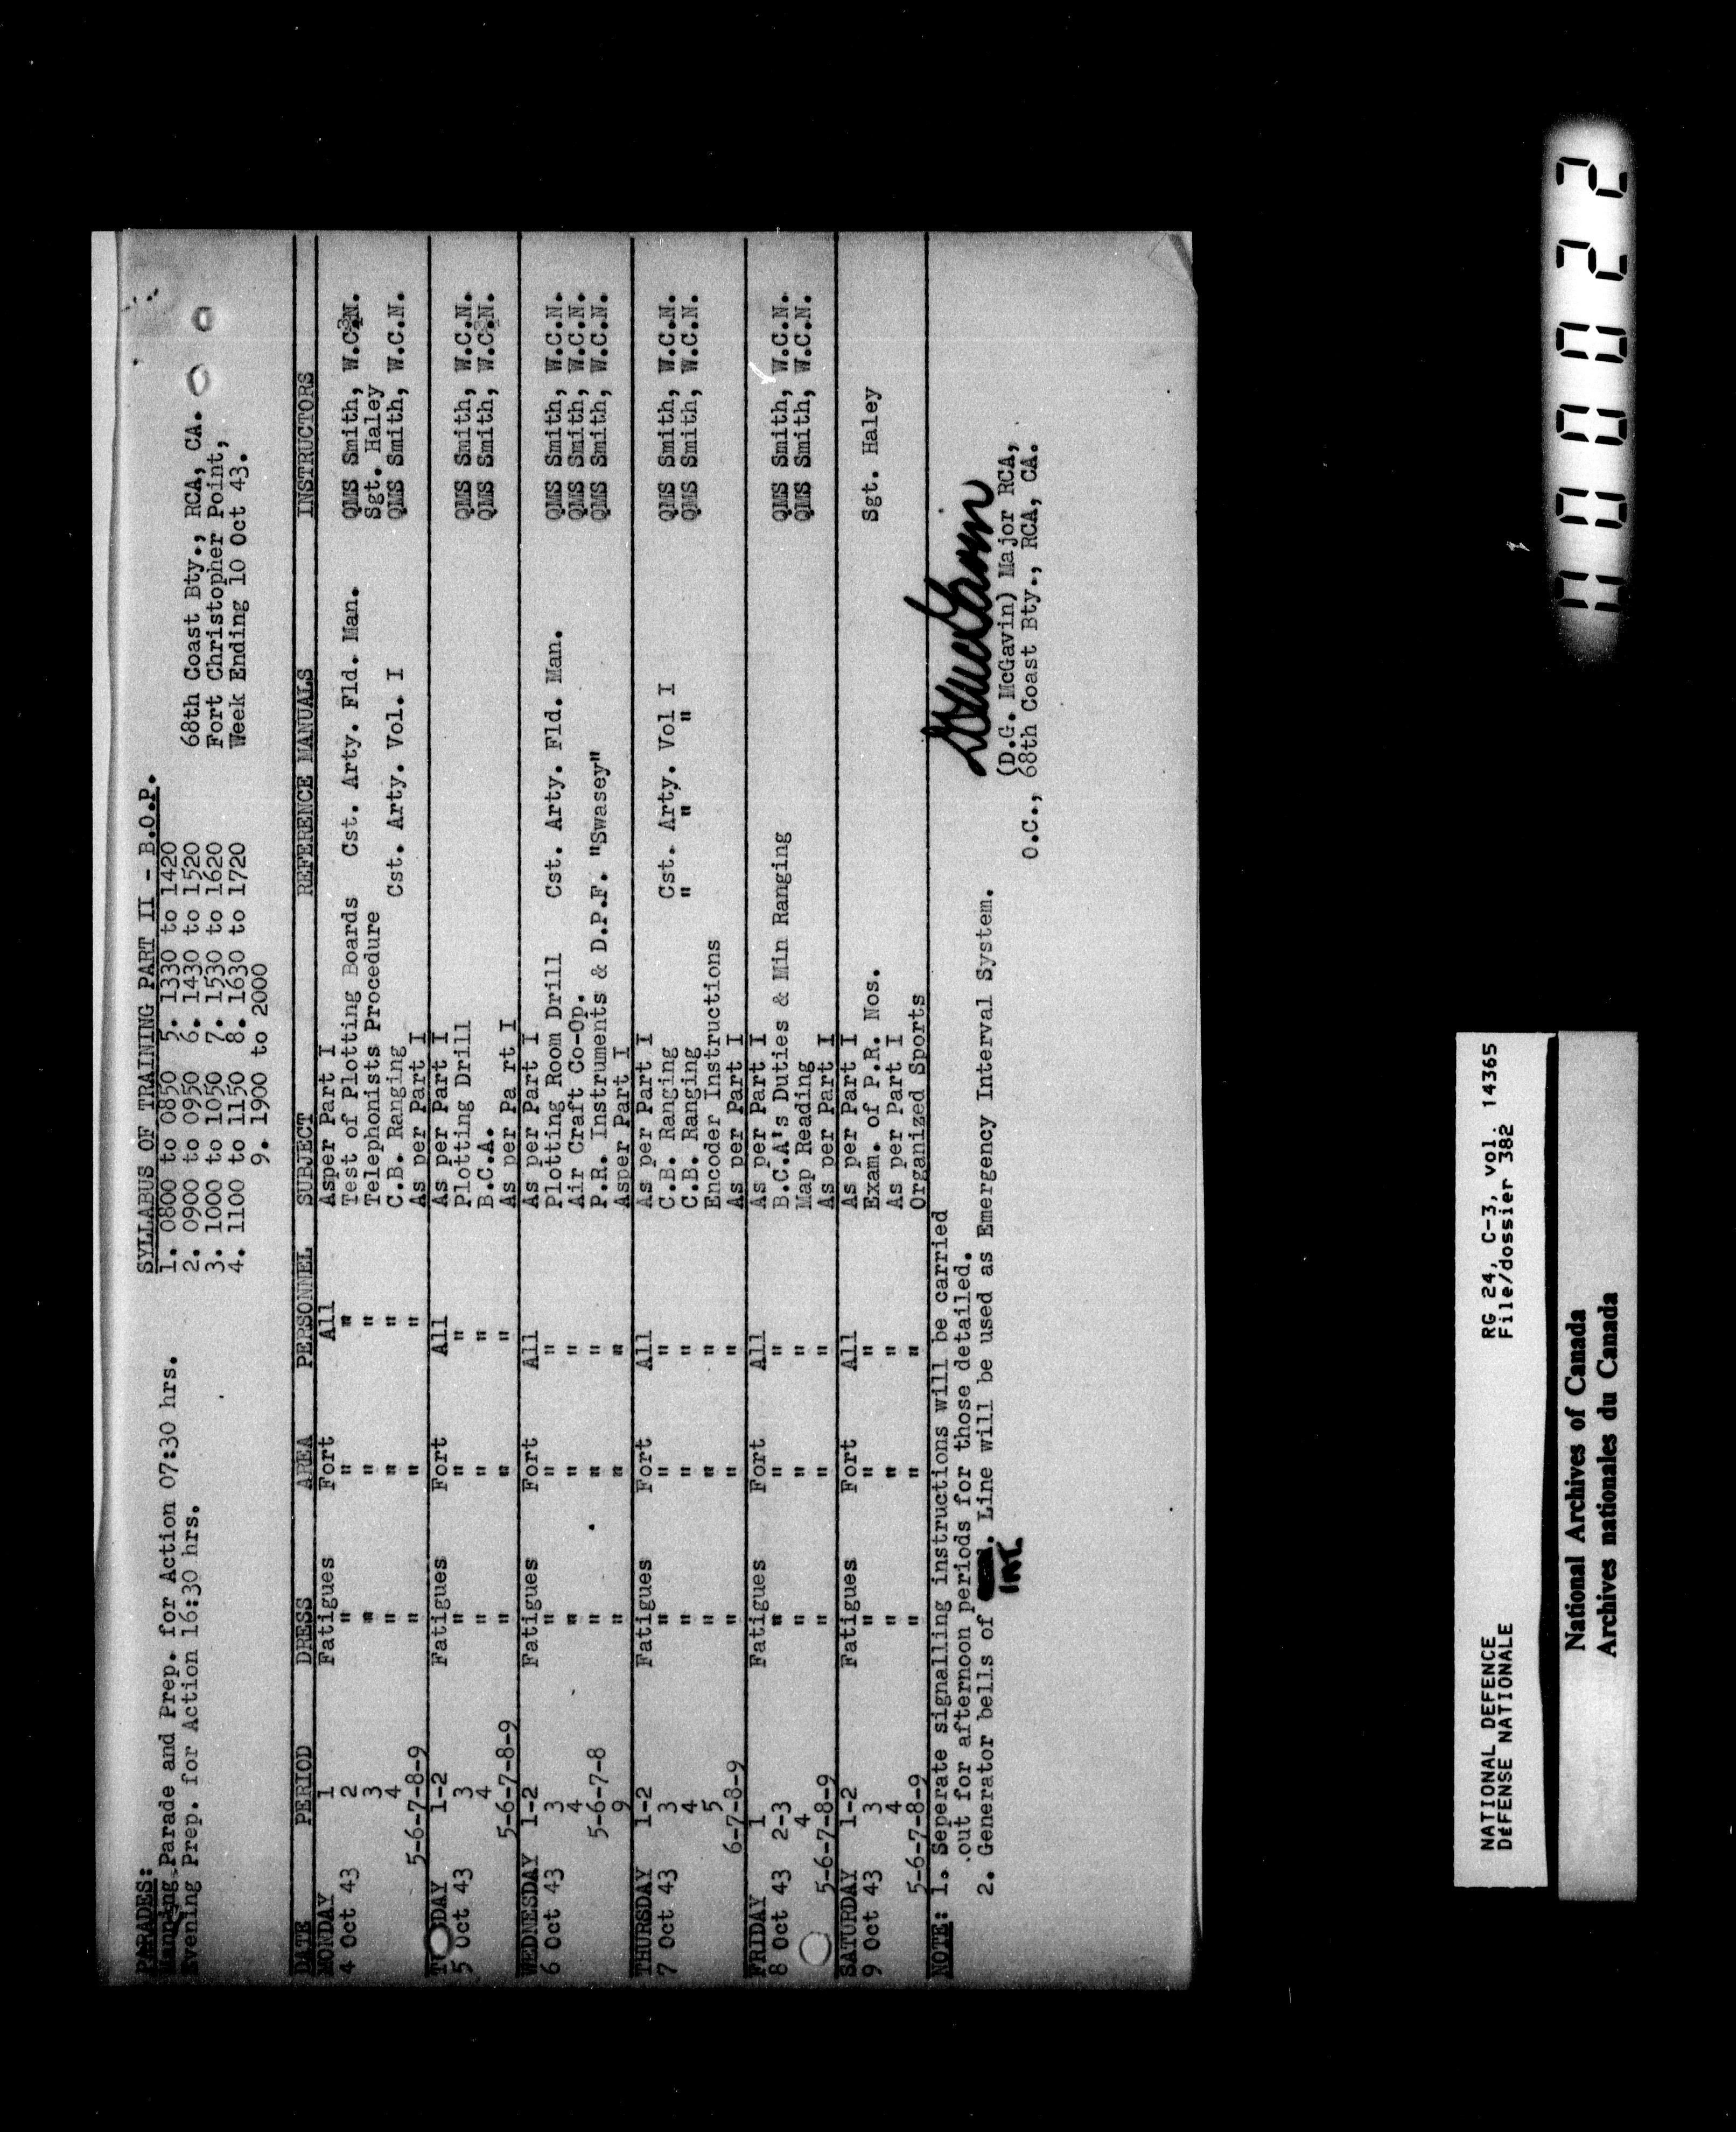 SYLLABUS OF TRAINING PART II - B.O.P.
PARADES:
Manning Parade and Prep. for Action 07:30 hrs.
Evening Prep. for Action 16:30 hrs.
1. 0800 to 0850 5. 1330 to 1420
2. 0900 to 0950 6. 1430 to 1520
3. 1000 to 1050 7. 1530 to 1620
4. 1100 to 1150 8. 1630 to 1720
9. 1900 to 2000
68th Coast Bty., RCA, CA.
Fort Christopher Point,
Week Ending 10 Oct 43.
DATE PERIOD DRESS AREA PERSONNEL SUBJECT REFERENCE MANUALS INSTRUCTORS
MONDAY 1 Fatigues Fort All Asper Part I
4 Oct 43 2 " " " Test of Plotting Boards Cst. Arty. Fld. Man. QMS Smith, W.C.N.
3 " " " Telephonists Procedure Sgt. Haley
4 " " " C.B. Ranging Cst. Arty. Vol. I QMS Smith, W.C.N.
5-6-7-8-9 " " " As per Part I
DAY 1-2 Fatigues Fort All As per Part I
5 Oct 43 3 " " " Plotting Drill QMS Smith, W.C.N.
4 " " " B.C.A. QMS Smith, W.C.N.
5-6-7-8-9 " " " As per Pa rt I
WEDNESDAY 1-2 Fatigues Fort All As per Part I
6 Oct 43 3 " " " Plotting Room Drill Cst. Arty. Fld. Man. QMS Smith, W.C.N.
4 " " " Air Craft Co-Op. QMS Smith, W.C.N.
5-6-7-8 " " " P.R. Instruments & D.P.F. "Swasey" QMS Smith, W.C.N.
9 " " " Asper Part I
THURSDAY 1-2 Fatigues Fort All As per Part I
7 Oct 43 3 " " " C.B. Ranging Cst. Arty. Vol I QMS Smith, W.C.N.
4 " " " C.B. Ranging " " " QMS Smith, W.C.N.
5 " " " Encoder Instructions
6-7-8-9 " " " As per Part I
FRIDAY 1 Fatigues Fort All As per Part I
8 Oct 43 2-3 " " " B.C.A's Duties & Min Ranging QMS Smith, W.C.N.
4 " " " Map Reading QMS Smith, W.C.N.
5-6-7-8-9 " " " As per Part I
SATURDAY 1-2 Fatigues Fort All As per Part I
9 Oct 43 3 " " " Exam. of P.R. Nos. Sgt. Haley
4 " " " As per Part I
5-6-7-8-9 " " " Organized Sports
NOTE: 1. Seperate signalling instructions will be carried
out for afternoon periods for those detailed.
2. Generator bells of Int. Line will be used as Emergency Interval System.
(D.G. McGavin) Major RCA,
O.C., 68th Coast Bty., RCA, CA.
NATIONAL DEFENCE RG 24, C-3, vol. 14365
DÉFENSE NATIONALE File/dossier 382
National Archives of Canada
Archives nationales du Canada
000022